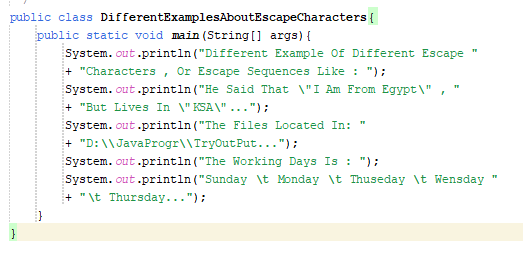 public class DifferentExamplesAboutEscapeCharacters{
public static void main(String[] args){
System.out.println("Different Example Of Different Escape "
+ "Characters , Or Escape Sequences Like : ");
System.out.println("He Said That \"I Am From Egypt\" , "
+ "But Lives In \"KSA\"...");
System.out.println("The Files Located In: "
+ "D:\\JavaProgr\\TryOutPut...");
System.out.println("The Working Days Is : ");
System.out.println("Sunday \t Monday \t Thuseday \t Wensday "
+ "\t Thursday...");
}
}